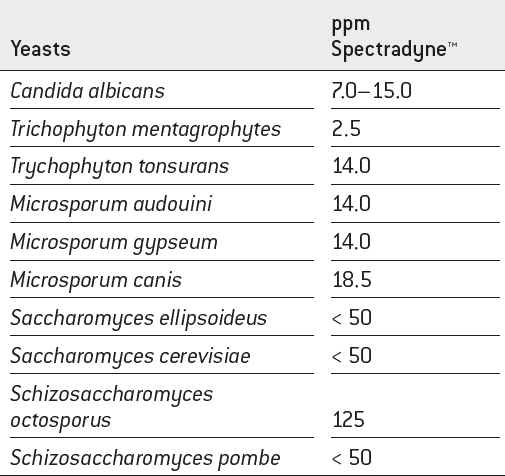 Yeasts ppm
Spectradyne™
Candida albicans 7.0–15.0
Trichophyton mentagrophytes 2.5
Trychophyton tonsurans 14.0
Microsporum audouini 14.0
Microsporum gypseum 14.0
Microsporum canis 18.5
Saccharomyces ellipsoideus < 50
Saccharomyces cerevisiae < 50
Schizosaccharomyces
octosporus 125
Schizosaccharomyces pombe < 50